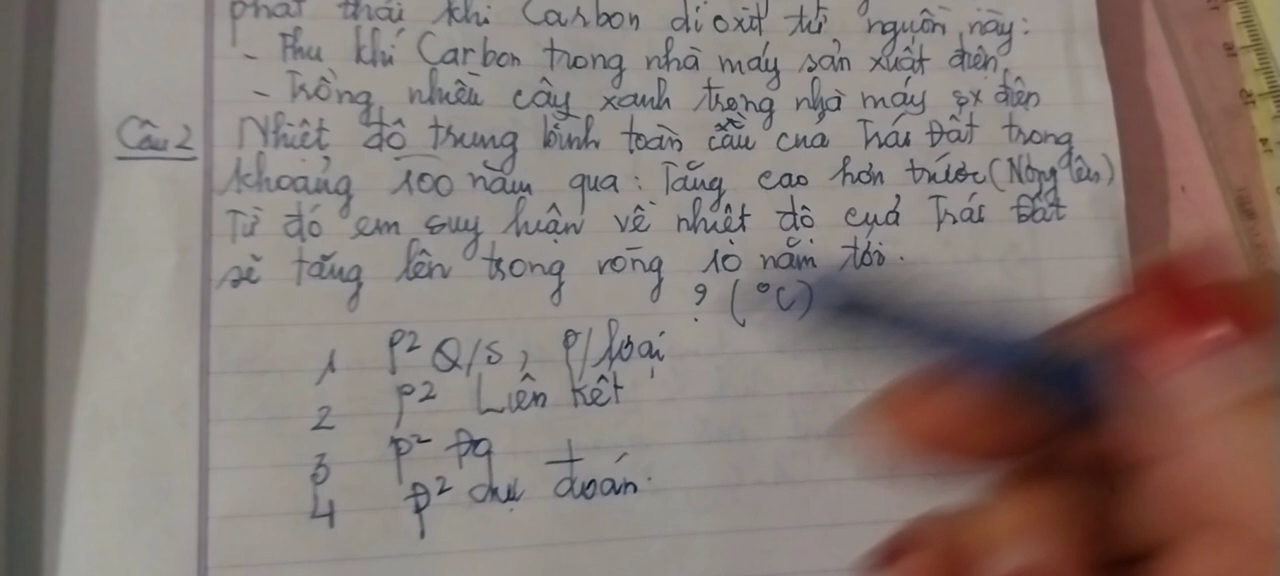 phát thải khí Carbon đi oxit từ nguồn này:
- Thu khí Carbon trong nhà máy sản xuất điện
- Trồng nhiều cây xanh trong nhà máy sx điện
Câu 2 Nhiệt độ trung bình toàn cầu của Trái Đất trong
khoảng 100 năm qua: Tăng cao hơn trước (Nóng lên)
Từ đó em suy luận về nhiệt độ của Trái Đất
sẽ tăng lên trong vòng 10 năm tới.
? (°C)
1 P² Q/S, P/loại
2 P² Liên kết
3 P²
4 P² dự đoán.